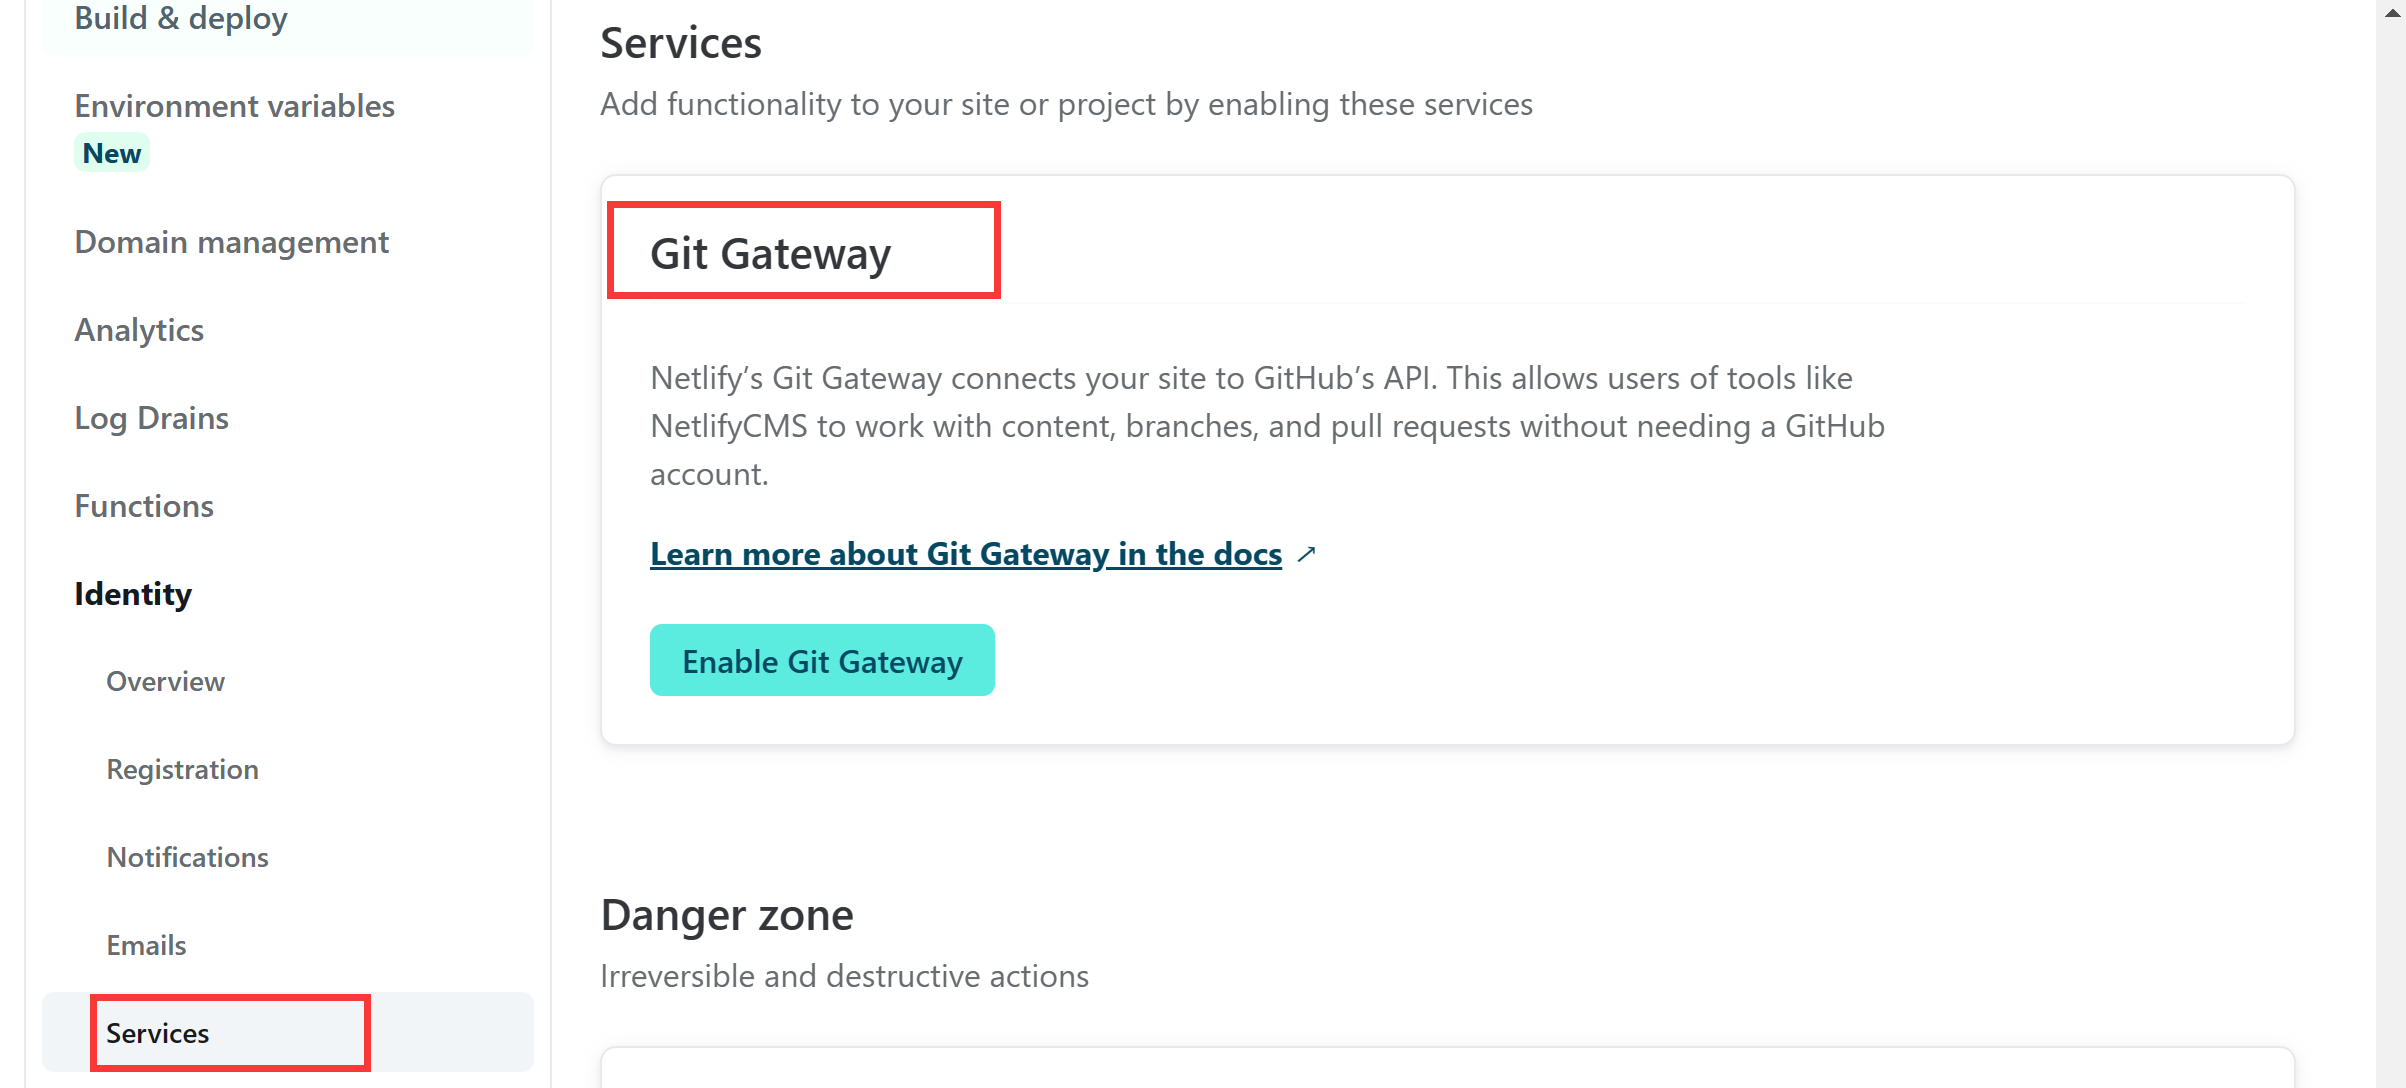 Build & deploy
Environment variables
New
Domain management
Analytics
Log Drains
Functions
Identity
Overview
Registration
Notifications
Emails
Services
Services
Add functionality to your site or project by enabling these services
Git Gateway
Netlify’s Git Gateway connects your site to GitHub’s API. This allows users of tools like
NetlifyCMS to work with content, branches, and pull requests without needing a GitHub
account.
Learn more about Git Gateway in the docs ↗
Enable Git Gateway
Danger zone
Irreversible and destructive actions